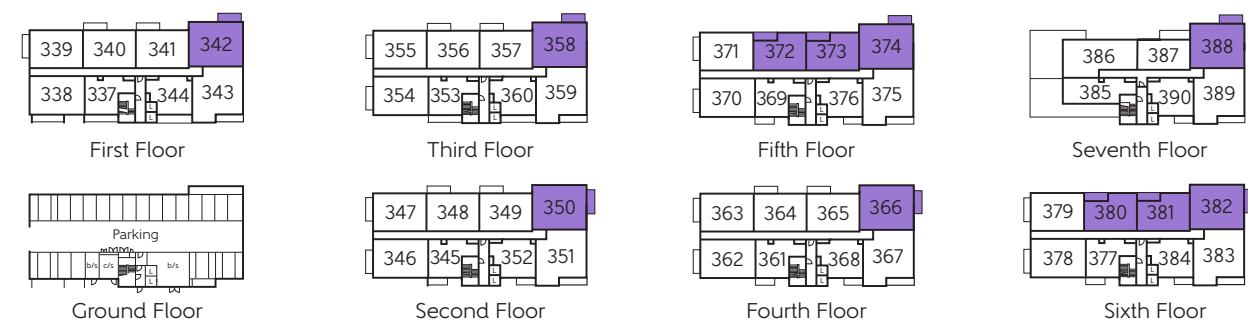 339 340 341 342
338 337 344 343
L
L
First Floor
355 356 357 358
354 353 360 359
L
L
Third Floor
371 372 373 374
370 369 376 375
L
L
Fifth Floor
386 387 388
385 390 389
L
L
Seventh Floor
Parking
b/s c/s L b/s
L
Ground Floor
347 348 349 350
346 345 352 351
L
L
Second Floor
363 364 365 366
362 361 368 367
L
L
Fourth Floor
379 380 381 382
378 377 384 383
L
L
Sixth Floor